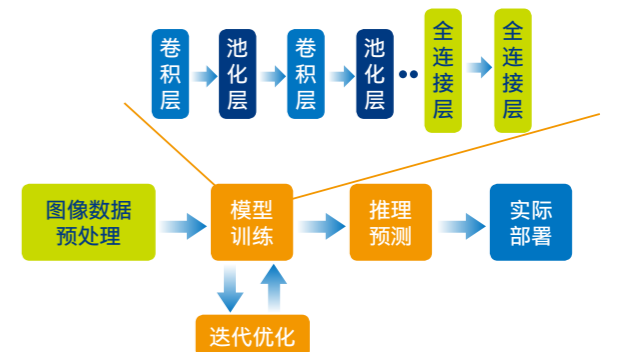 卷积层
池化层
卷积层
池化层
全连接层
全连接层
图像数据
预处理
模型
训练
推理
预测
实际
部署
迭代优化